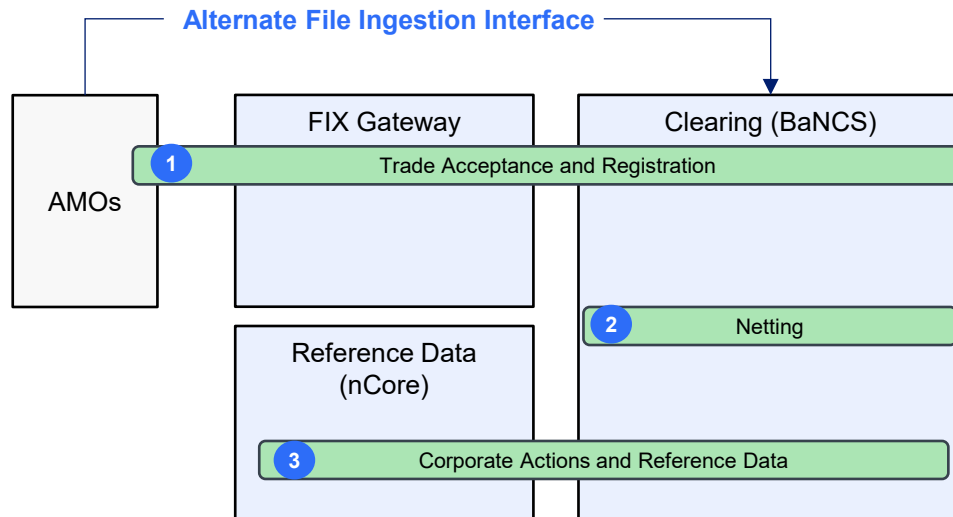 Alternate File Ingestion Interface
FIX Gateway
Clearing (BaNCS)
1
Trade Acceptance and Registration
AMOs
2
Netting
Reference Data
(nCore)
3
Corporate Actions and Reference Data